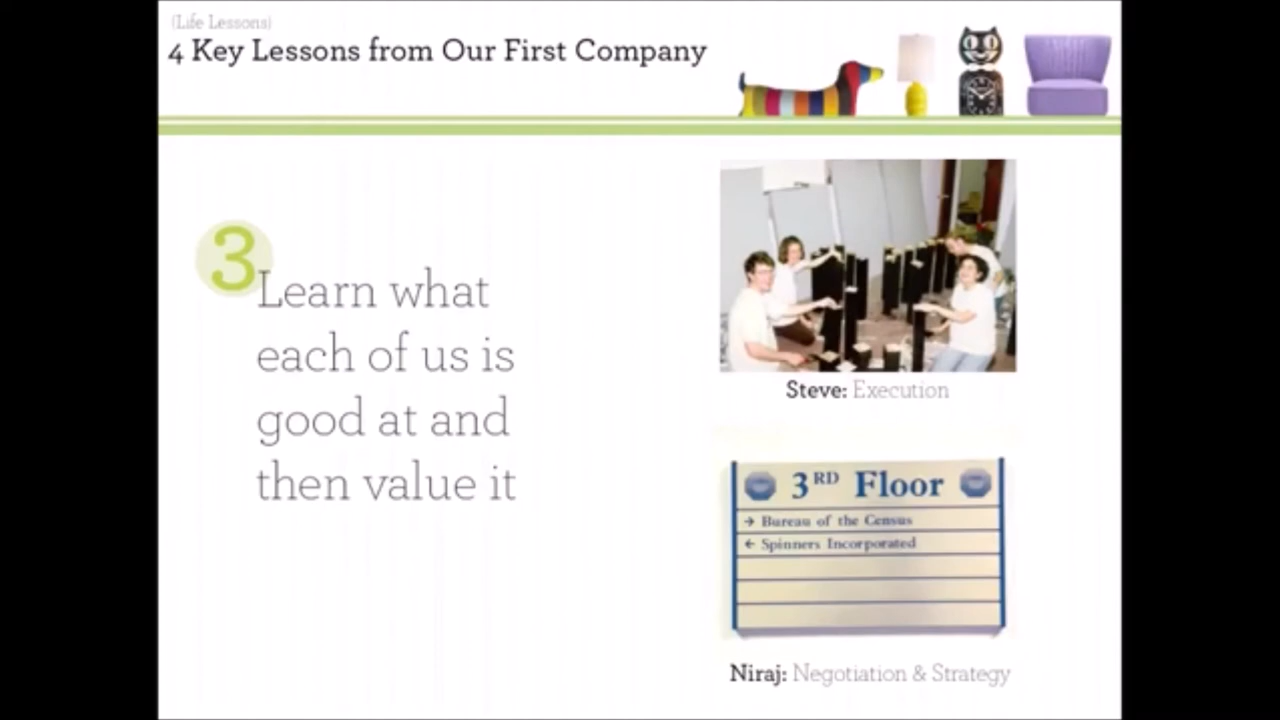 (Life Lessons)
4 Key Lessons from Our First Company
3
Learn what
each of us is
good at and
then value it
Steve: Execution
3RD Floor
→ Bureau of the Census
← Spinners Incorporated
Niraj: Negotiation & Strategy